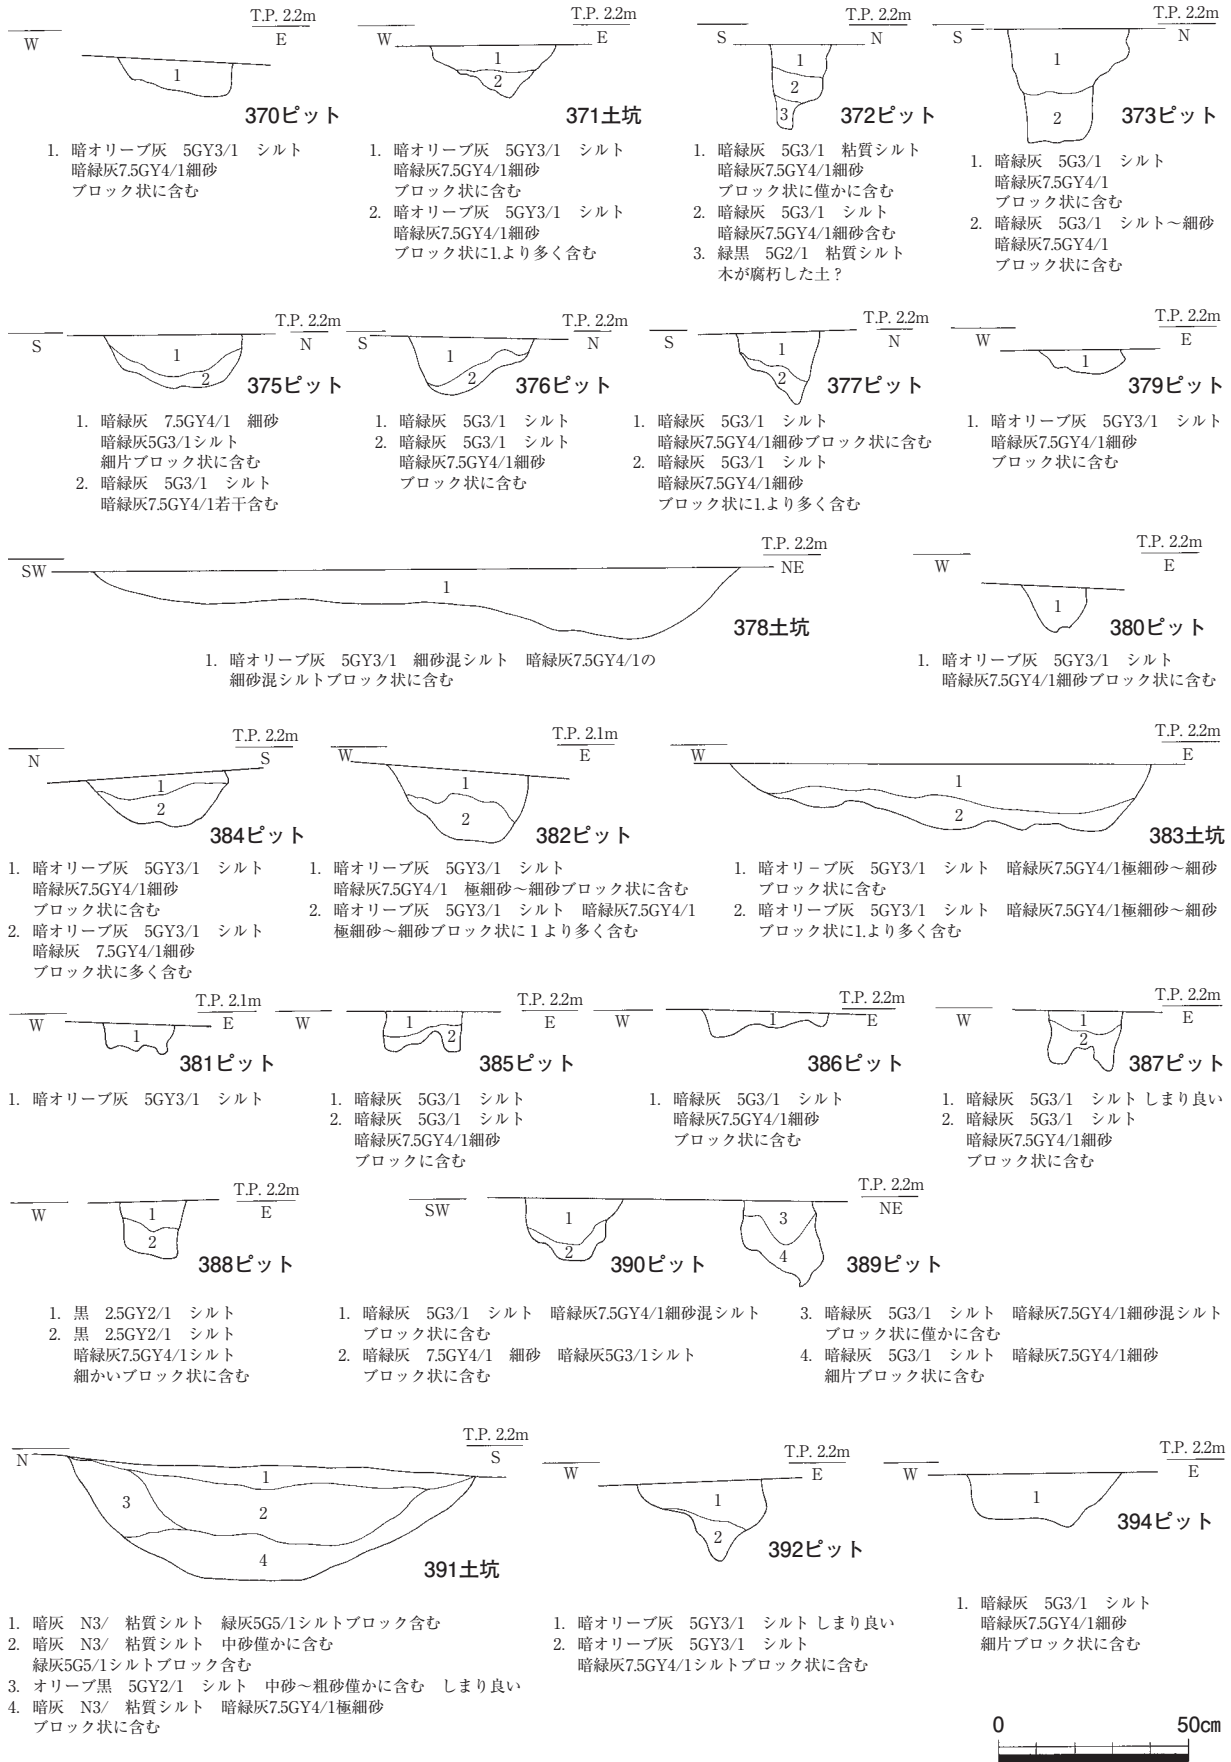 T.P. 2.2m
W E
1
370ピット
1. 暗オリーブ灰 5GY3/1 シルト
暗緑灰7.5GY4/1細砂
ブロック状に含む
T.P. 2.2m
W E
1
2
371土坑
1. 暗オリーブ灰 5GY3/1 シルト
暗緑灰7.5GY4/1細砂
ブロック状に含む
2. 暗オリーブ灰 5GY3/1 シルト
暗緑灰7.5GY4/1細砂
ブロック状に1.より多く含む
T.P. 2.2m
S N
1
2
3
372ピット
1. 暗緑灰 5G3/1 粘質シルト
暗緑灰7.5GY4/1細砂
ブロック状に僅かに含む
2. 暗緑灰 5G3/1 シルト
暗緑灰7.5GY4/1細砂含む
3. 緑黒 5G2/1 粘質シルト
木が腐朽した土？
T.P. 2.2m
S N
1
2
373ピット
1. 暗緑灰 5G3/1 シルト
暗緑灰7.5GY4/1
ブロック状に含む
2. 暗緑灰 5G3/1 シルト～細砂
暗緑灰7.5GY4/1
ブロック状に含む
T.P. 2.2m
S N
1
2
375ピット
1. 暗緑灰 7.5GY4/1 細砂
暗緑灰5G3/1シルト
細片ブロック状に含む
2. 暗緑灰 5G3/1 シルト
暗緑灰7.5GY4/1若干含む
T.P. 2.2m
S N
1
2
376ピット
1. 暗緑灰 5G3/1 シルト
2. 暗緑灰 5G3/1 シルト
暗緑灰7.5GY4/1細砂
ブロック状に含む
T.P. 2.2m
S N
1
2
377ピット
1. 暗緑灰 5G3/1 シルト
暗緑灰7.5GY4/1細砂ブロック状に含む
2. 暗緑灰 5G3/1 シルト
暗緑灰7.5GY4/1細砂
ブロック状に1.より多く含む
T.P. 2.2m
W E
1
379ピット
1. 暗オリーブ灰 5GY3/1 シルト
暗緑灰7.5GY4/1細砂
ブロック状に含む
T.P. 2.2m
SW NE
1
378土坑
1. 暗オリーブ灰 5GY3/1 細砂混シルト 暗緑灰7.5GY4/1の
細砂混シルトブロック状に含む
T.P. 2.2m
W E
1
380ピット
1. 暗オリーブ灰 5GY3/1 シルト
暗緑灰7.5GY4/1細砂ブロック状に含む
T.P. 2.2m
N S
1
2
384ピット
1. 暗オリーブ灰 5GY3/1 シルト
暗緑灰7.5GY4/1細砂
ブロック状に含む
2. 暗オリーブ灰 5GY3/1 シルト
暗緑灰 7.5GY4/1細砂
ブロック状に多く含む
T.P. 2.1m
W E
1
2
382ピット
1. 暗オリーブ灰 5GY3/1 シルト
暗緑灰7.5GY4/1 極細砂～細砂ブロック状に含む
2. 暗オリーブ灰 5GY3/1 シルト 暗緑灰7.5GY4/1
極細砂～細砂ブロック状に１より多く含む
T.P. 2.2m
W E
1
2
383土坑
1. 暗オリーブ灰 5GY3/1 シルト 暗緑灰7.5GY4/1極細砂～細砂
ブロック状に含む
2. 暗オリーブ灰 5GY3/1 シルト 暗緑灰7.5GY4/1極細砂～細砂
ブロック状に1.より多く含む
T.P. 2.1m
W E
1
381ピット
1. 暗オリーブ灰 5GY3/1 シルト
T.P. 2.2m
W E
1
2
385ピット
1. 暗緑灰 5G3/1 シルト
2. 暗緑灰 5G3/1 シルト
暗緑灰7.5GY4/1細砂
ブロックに含む
T.P. 2.2m
W E
1
386ピット
1. 暗緑灰 5G3/1 シルト
暗緑灰7.5GY4/1細砂
ブロック状に含む
T.P. 2.2m
W E
1
2
387ピット
1. 暗緑灰 5G3/1 シルト しまり良い
2. 暗緑灰 5G3/1 シルト
暗緑灰7.5GY4/1細砂
ブロック状に含む
T.P. 2.2m
W E
1
2
388ピット
1. 黒 2.5GY2/1 シルト
2. 黒 2.5GY2/1 シルト
暗緑灰7.5GY4/1シルト
細かいブロック状に含む
T.P. 2.2m
SW NE
1 3
2 4
390ピット 389ピット
1. 暗緑灰 5G3/1 シルト 暗緑灰7.5GY4/1細砂混シルト
ブロック状に含む
2. 暗緑灰 7.5GY4/1 細砂 暗緑灰5G3/1シルト
ブロック状に含む
3. 暗緑灰 5G3/1 シルト 暗緑灰7.5GY4/1細砂混シルト
ブロック状に僅かに含む
4. 暗緑灰 5G3/1 シルト 暗緑灰7.5GY4/1細砂
細片ブロック状に含む
T.P. 2.2m
N S
1
3 2
4
391土坑
1. 暗灰 N3/ 粘質シルト 緑灰5G5/1シルトブロック含む
2. 暗灰 N3/ 粘質シルト 中砂僅かに含む
緑灰5G5/1シルトブロック含む
3. オリーブ黒 5GY2/1 シルト 中砂～粗砂僅かに含む しまり良い
4. 暗灰 N3/ 粘質シルト 暗緑灰7.5GY4/1極細砂
ブロック状に含む
T.P. 2.2m
W E
1
2
392ピット
1. 暗オリーブ灰 5GY3/1 シルト しまり良い
2. 暗オリーブ灰 5GY3/1 シルト
暗緑灰7.5GY4/1シルトブロック状に含む
T.P. 2.2m
W E
1
394ピット
1. 暗緑灰 5G3/1 シルト
暗緑灰7.5GY4/1細砂
細片ブロック状に含む
0 50cm